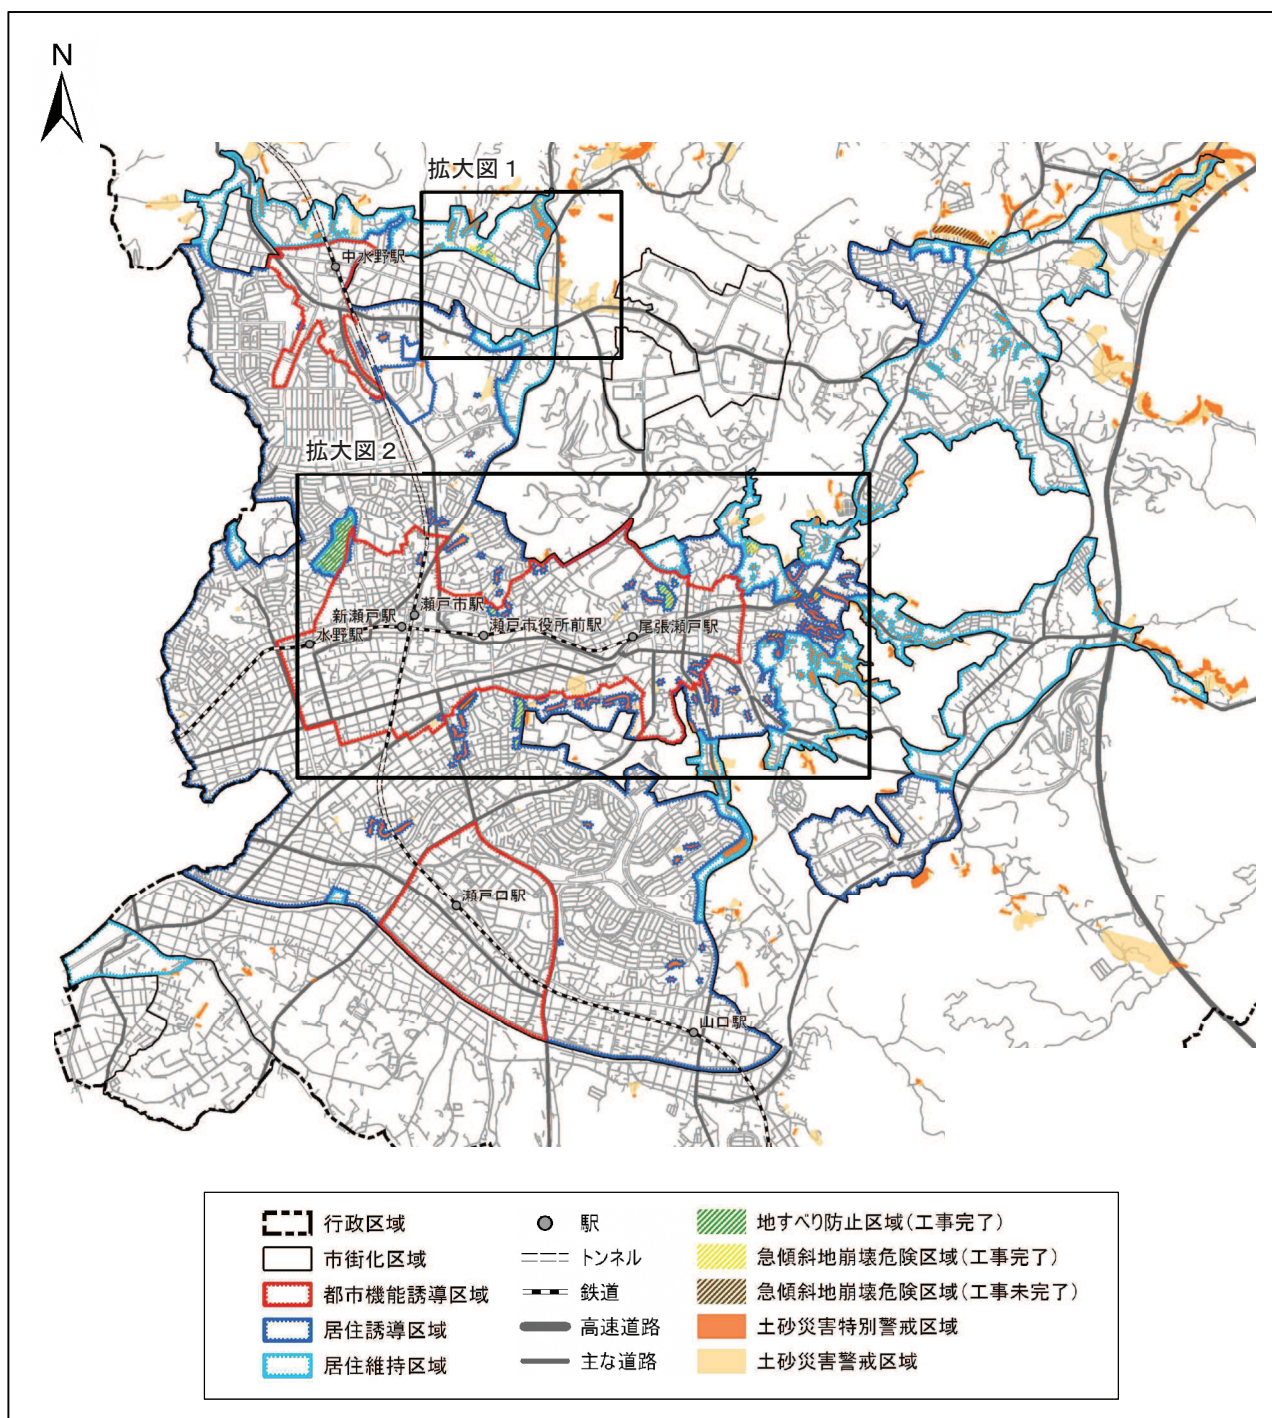 N
拡大図1
中水野駅
拡大図2
新瀬戸駅
瀬戸市駅
水野駅
瀬戸市役所前駅
尾張瀬戸駅
瀬戸口駅
山口駅
行政区域
市街化区域
都市機能誘導区域
居住誘導区域
居住維持区域
駅
トンネル
鉄道
高速道路
主な道路
地すべり防止区域(工事完了)
急傾斜地崩壊危険区域(工事完了)
急傾斜地崩壊危険区域(工事未完了)
土砂災害特別警戒区域
土砂災害警戒区域